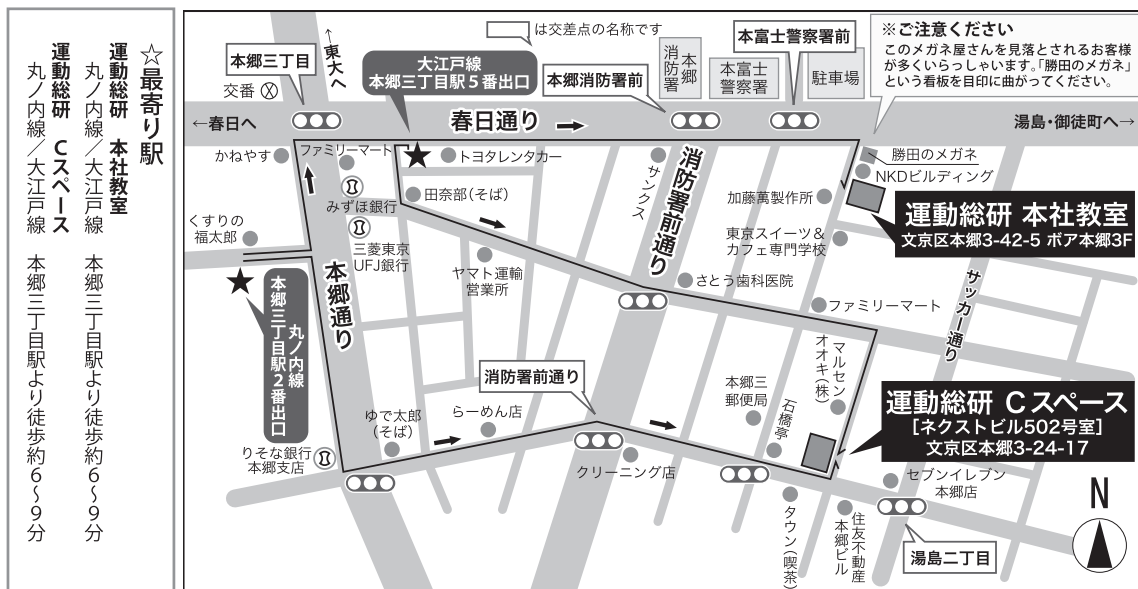 ☆最寄り駅
運動総研 本社教室
丸ノ内線／大江戸線 本郷三丁目駅より徒歩約6～9分
運動総研 Cスペース
丸ノ内線／大江戸線 本郷三丁目駅より徒歩約6～9分
は交差点の名称です
※ご注意ください
このメガネ屋さんを見落とされるお客様
が多くいらっしゃいます。「勝田のメガネ」
という看板を目印に曲がってください。
本郷三丁目
←東大へ
大江戸線
本郷三丁目駅5番出口
本郷消防署前
本郷
消防署
本富士
警察署
本富士警察署前
駐車場
交番
←春日へ
春日通り
湯島・御徒町へ→
かねやす
ファミリーマート
トヨタレンタカー
みずほ銀行
田奈部(そば)
サンクス
消防署前通り
勝田のメガネ
NKDビルディング
加藤萬製作所
運動総研 本社教室
文京区本郷3-42-5 ボア本郷3F
くすりの
福太郎
三菱東京
UFJ銀行
本郷通り
ヤマト運輸
営業所
東京スイーツ＆
カフェ専門学校
さとう歯科医院
ファミリーマート
サッカー通り
丸ノ内線
本郷三丁目駅2番出口
消防署前通り
本郷三
郵便局
マルセン
オオキ(株)
石橋亭
運動総研 Cスペース
[ネクストビル502号室]
文京区本郷3-24-17
ゆで太郎
(そば)
らーめん店
りそな銀行
本郷支店
クリーニング店
セブンイレブン
本郷店
タウン(喫茶)
住友不動産
本郷ビル
湯島二丁目
N